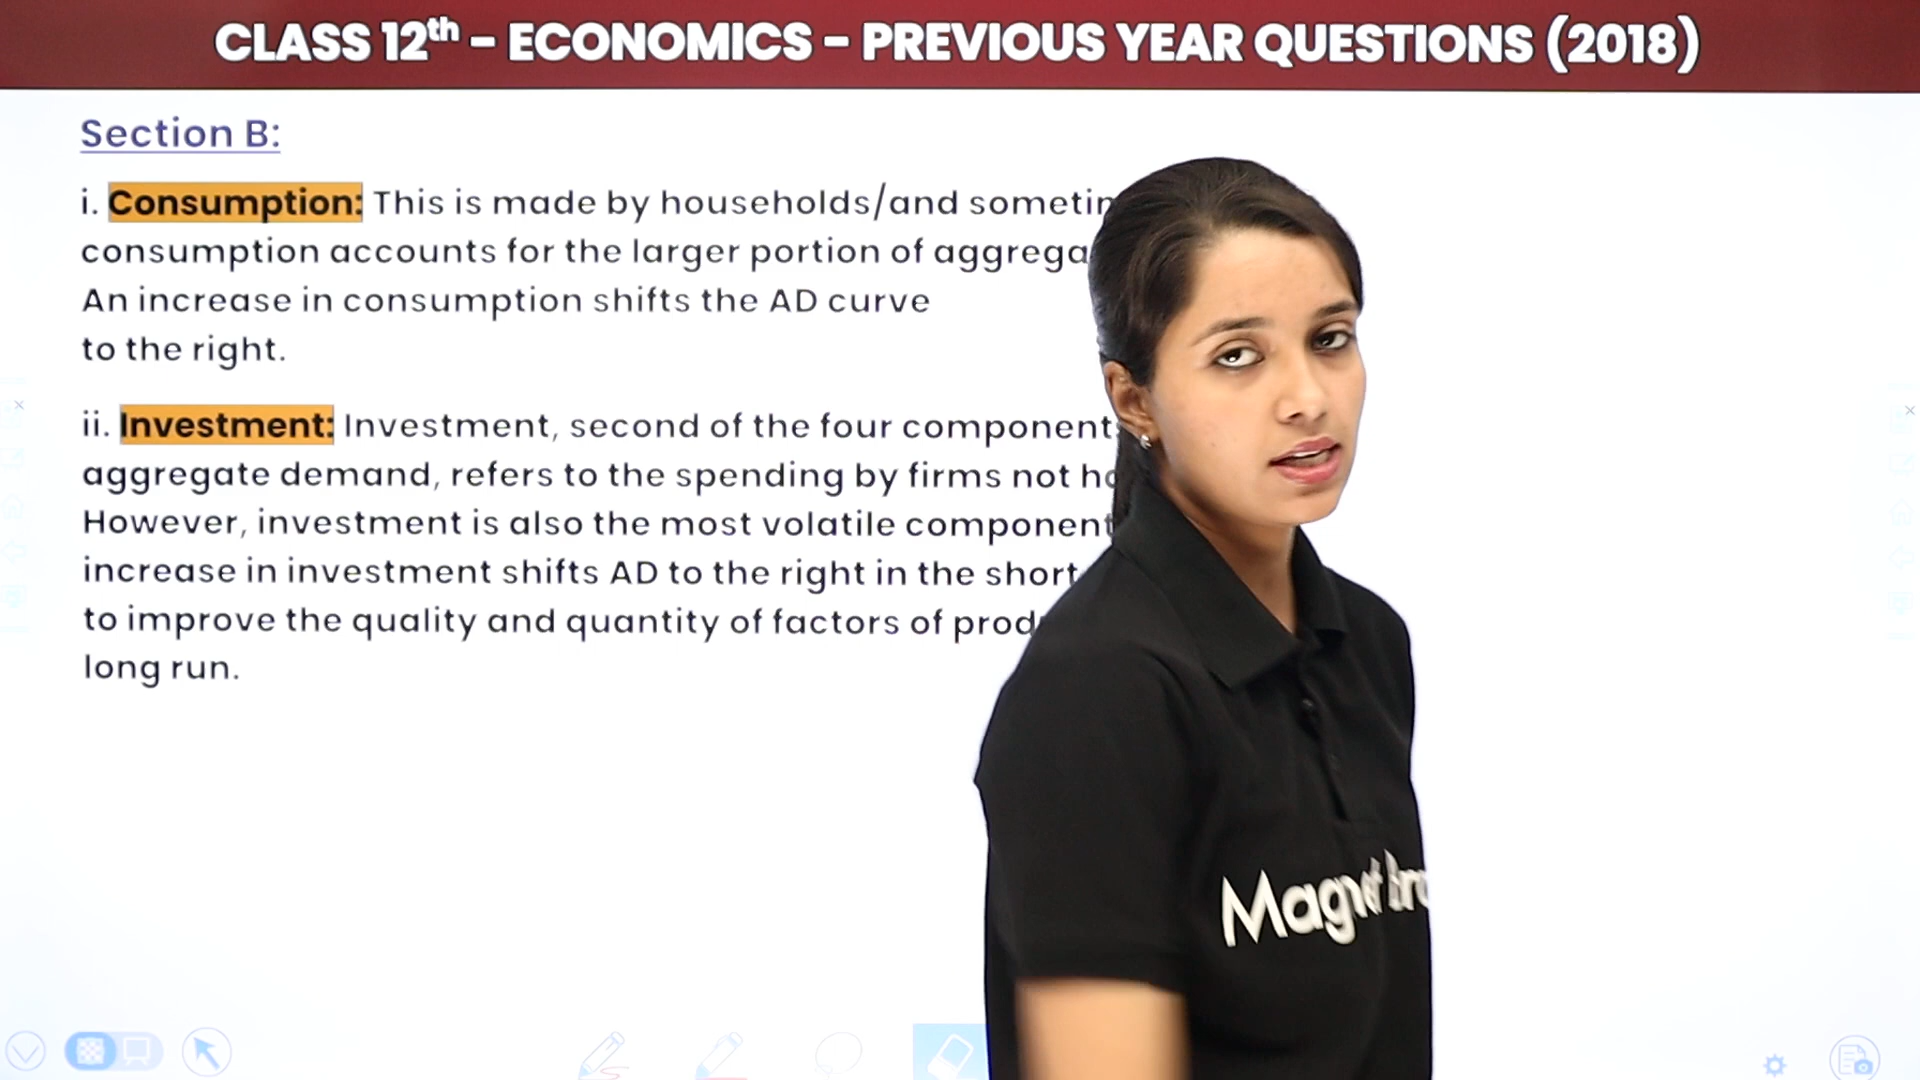 CLASS 12th - ECONOMICS - PREVIOUS YEAR QUESTIONS (2018)
Section B:
i. Consumption: This is made by households/and
consumption accounts for the larger portion of
An increase in consumption shifts the AD curve
to the right.
ii. Investment: Investment, second of the four
aggregate demand, refers to the spending by firms not
However, investment is also the most volatile component
increase in investment shifts AD to the right in the short
to improve the quality and quantity of factors of
long run.